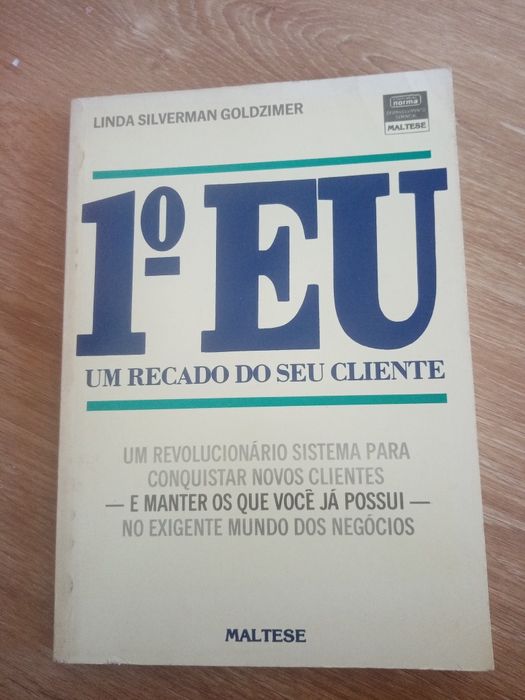 LINDA SILVERMAN GOLDZIMER
norma
MALTESE
1º EU
UM RECADO DO SEU CLIENTE
UM REVOLUCIONÁRIO SISTEMA PARA
CONQUISTAR NOVOS CLIENTES
— E MANTER OS QUE VOCÊ JÁ POSSUI —
NO EXIGENTE MUNDO DOS NEGÓCIOS
MALTESE